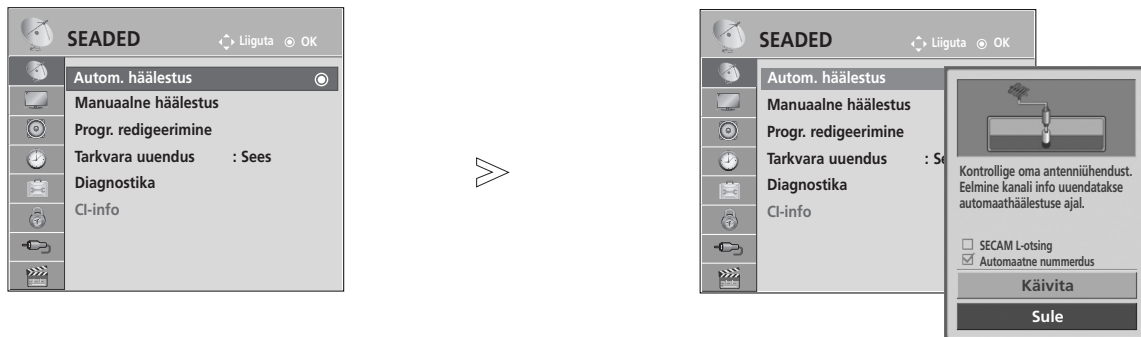 SEADED Liiguta OK
Autom. häälestus
Manuaalne häälestus
Progr. redigeerimine
Tarkvara uuendus : Sees
Diagnostika
CI-info
SEADED Liiguta OK
Autom. häälestus
Manuaalne häälestus
Progr. redigeerimine
Tarkvara uuendus : Se
Diagnostika
CI-info
Kontrollige oma antenniühendust.
Eelmine kanali info uuendatakse
automaathäälestuse ajal.
SECAM L-otsing
Automaatne nummerdus
Käivita
Sule